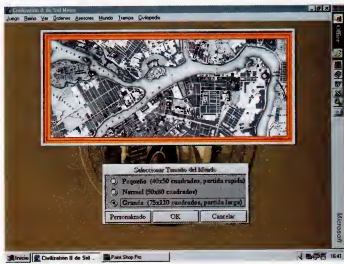 Civilization II de Sid Meier
Juego Reino Ver Órdenes Asesores Mundo Trampa Civilopedia
Office
Seleccionar Tamaño del Mundo
Pequeño (40x50 cuadrados, partida rápida)
Normal (50x80 cuadrados)
Grande (75x120 cuadrados, partida larga)
Personalizado OK Cancelar
Microsoft
Inicio Civilization II de Sid ... Paint Shop Pro 16:41